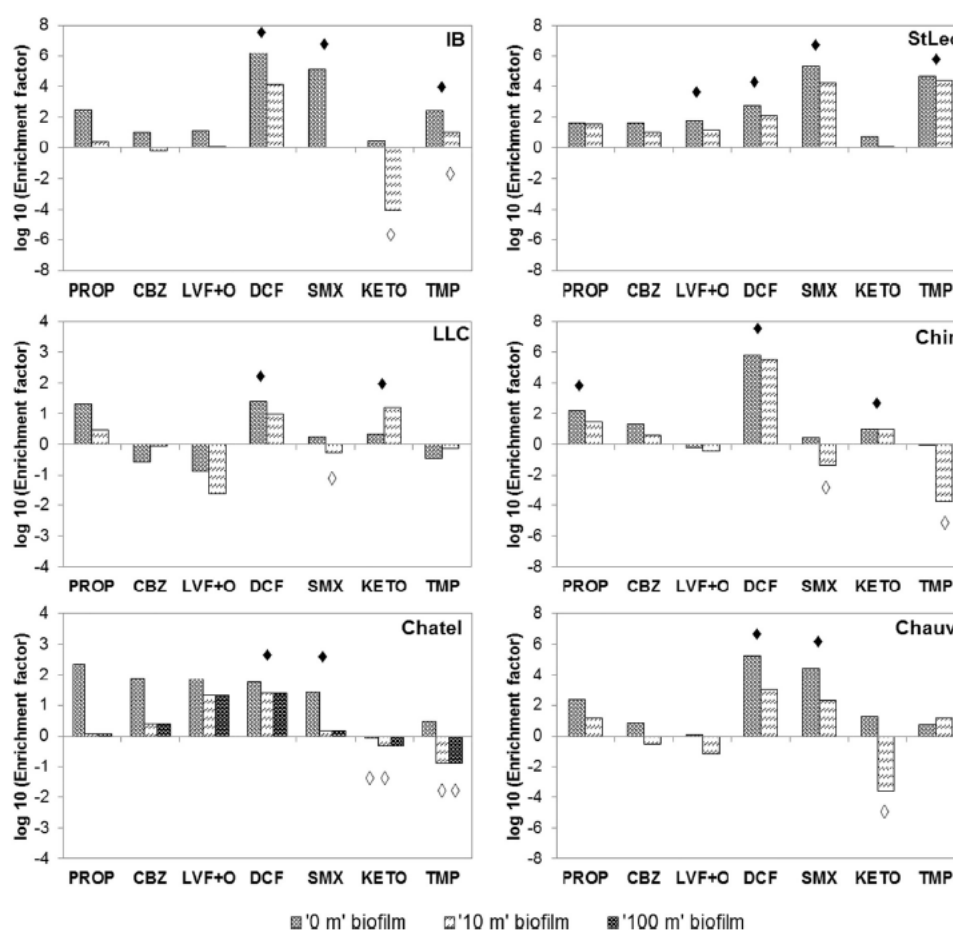 IB
log 10 (Enrichment factor)
8
6
4
2
0
-2
-4
-6
-8
PROP CBZ LVF+O DCF SMX KETO TMP
StLeo
log 10 (Enrichment factor)
8
6
4
2
0
-2
-4
-6
-8
PROP CBZ LVF+O DCF SMX KETO TMP
LLC
log 10 (Enrichment factor)
4
3
2
1
0
-1
-2
-3
-4
PROP CBZ LVF+O DCF SMX KETO TMP
Chir
log 10 (Enrichment factor)
8
6
4
2
0
-2
-4
-6
-8
PROP CBZ LVF+O DCF SMX KETO TMP
Chatel
log 10 (Enrichment factor)
4
3
2
1
0
-1
-2
-3
-4
PROP CBZ LVF+O DCF SMX KETO TMP
Chauv
log 10 (Enrichment factor)
8
6
4
2
0
-2
-4
-6
-8
PROP CBZ LVF+O DCF SMX KETO TMP
'0 m' biofilm '10 m' biofilm '100 m' biofilm